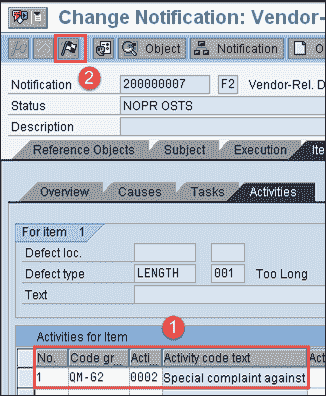 Change Notification: Vendor-
Object Notification O
2
Notification 200000007 F2 Vendor-Rel. D
Status NOPR OSTS
Description
Reference Objects Subject Execution Ite
Overview Causes Tasks Activities
For item 1
Defect loc.
Defect type LENGTH 001 Too Long
Text
1
Activities for Item
No. Code gr... Acti Activity code text Act
1 QM-G2 0002 Special complaint against